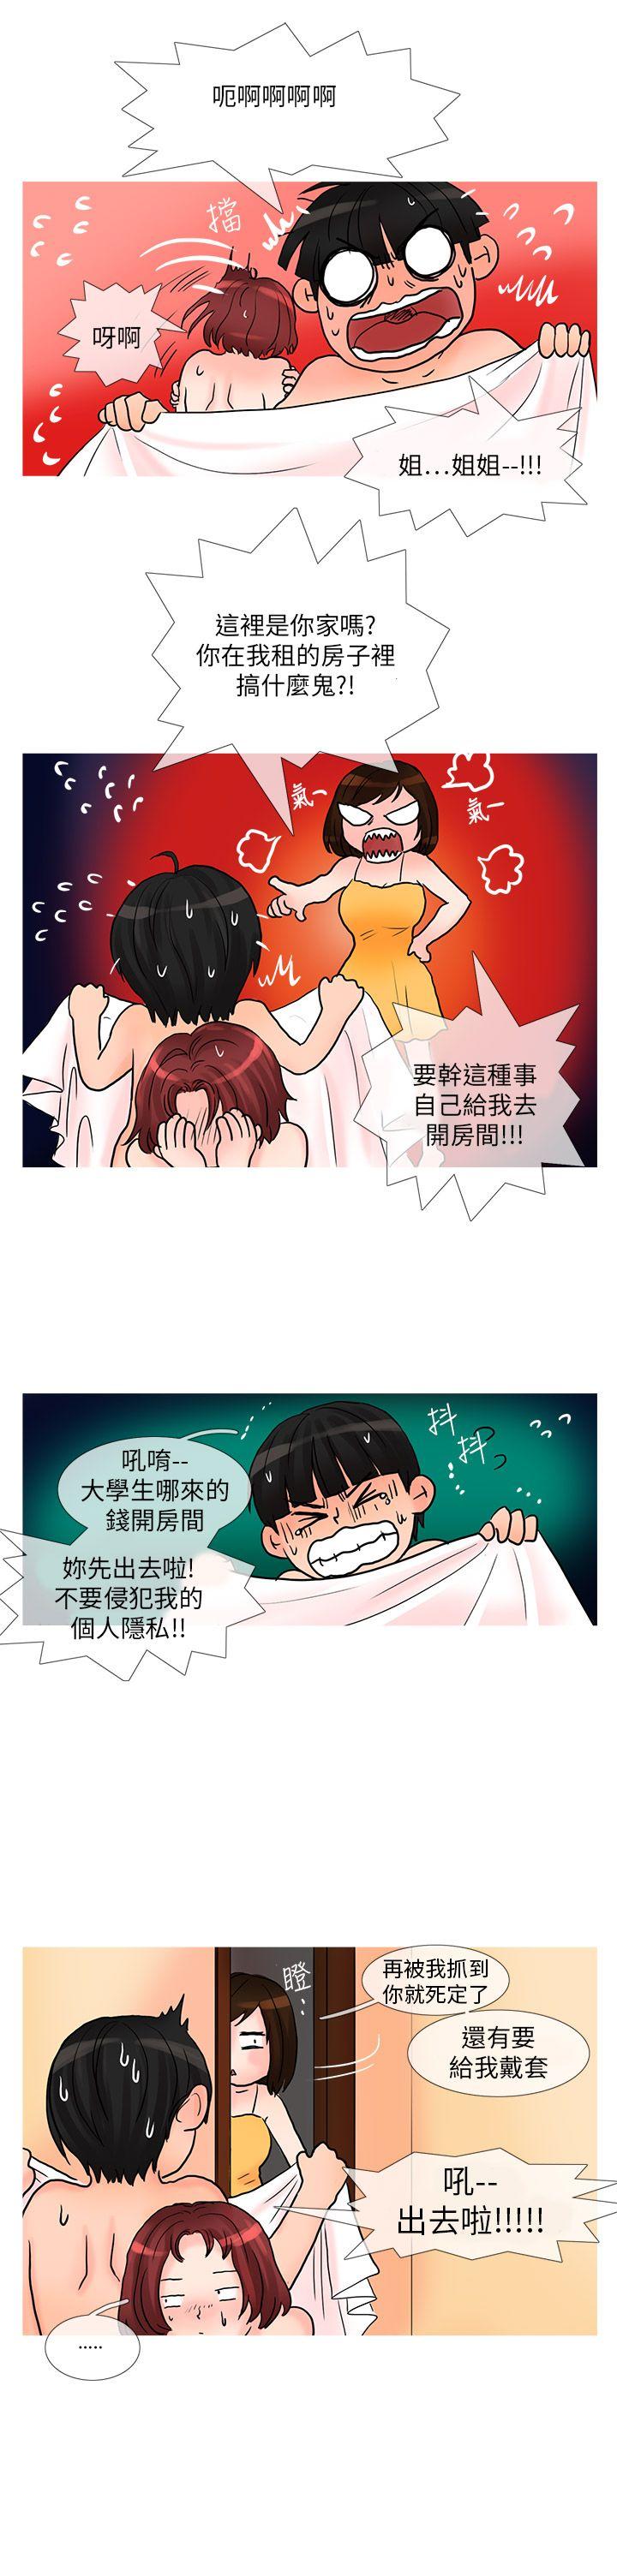 呃啊啊啊啊
擋
呀啊
姐...姐姐--!!!
這裡是你家嗎?
你在我租的房子裡
搞什麼鬼?!
氣—
氣—
要幹這種事
自己給我去
開房間!!!
抖
抖
吼唷--
大學生哪來的
錢開房間
妳先出去啦!
不要侵犯我的
個人隱私!!
瞪
再被我抓到
你就死定了
還有要
給我戴套
吼--
出去啦!!!!!
.....